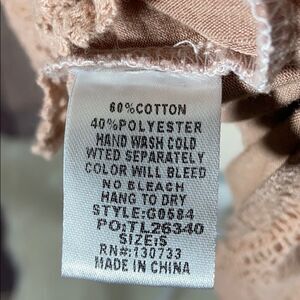 60%COTTON
40%POLYESTER
HAND WASH COLD
WTED SEPARATELY
COLOR WILL BLEED
NO BLEACH
HANG TO DRY
STYLE:G0584
PO:TL26340
SIZE:S
RN#:130733
MADE IN CHINA